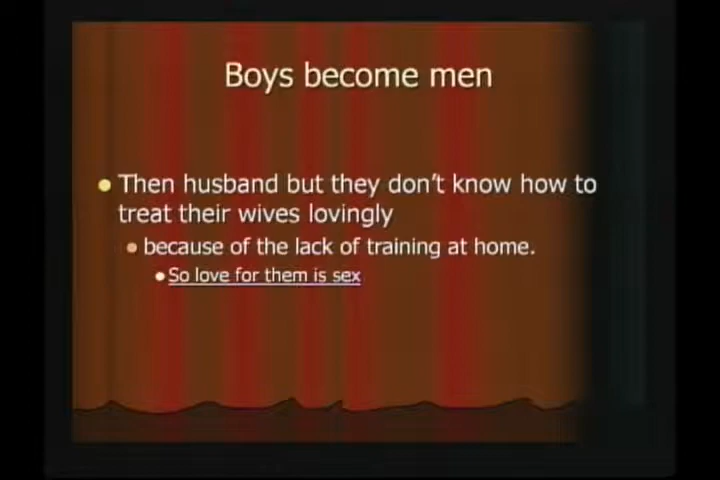 Boys become men
Then husband but they don't know how to
treat their wives lovingly
because of the lack of training at home.
So love for them is sex